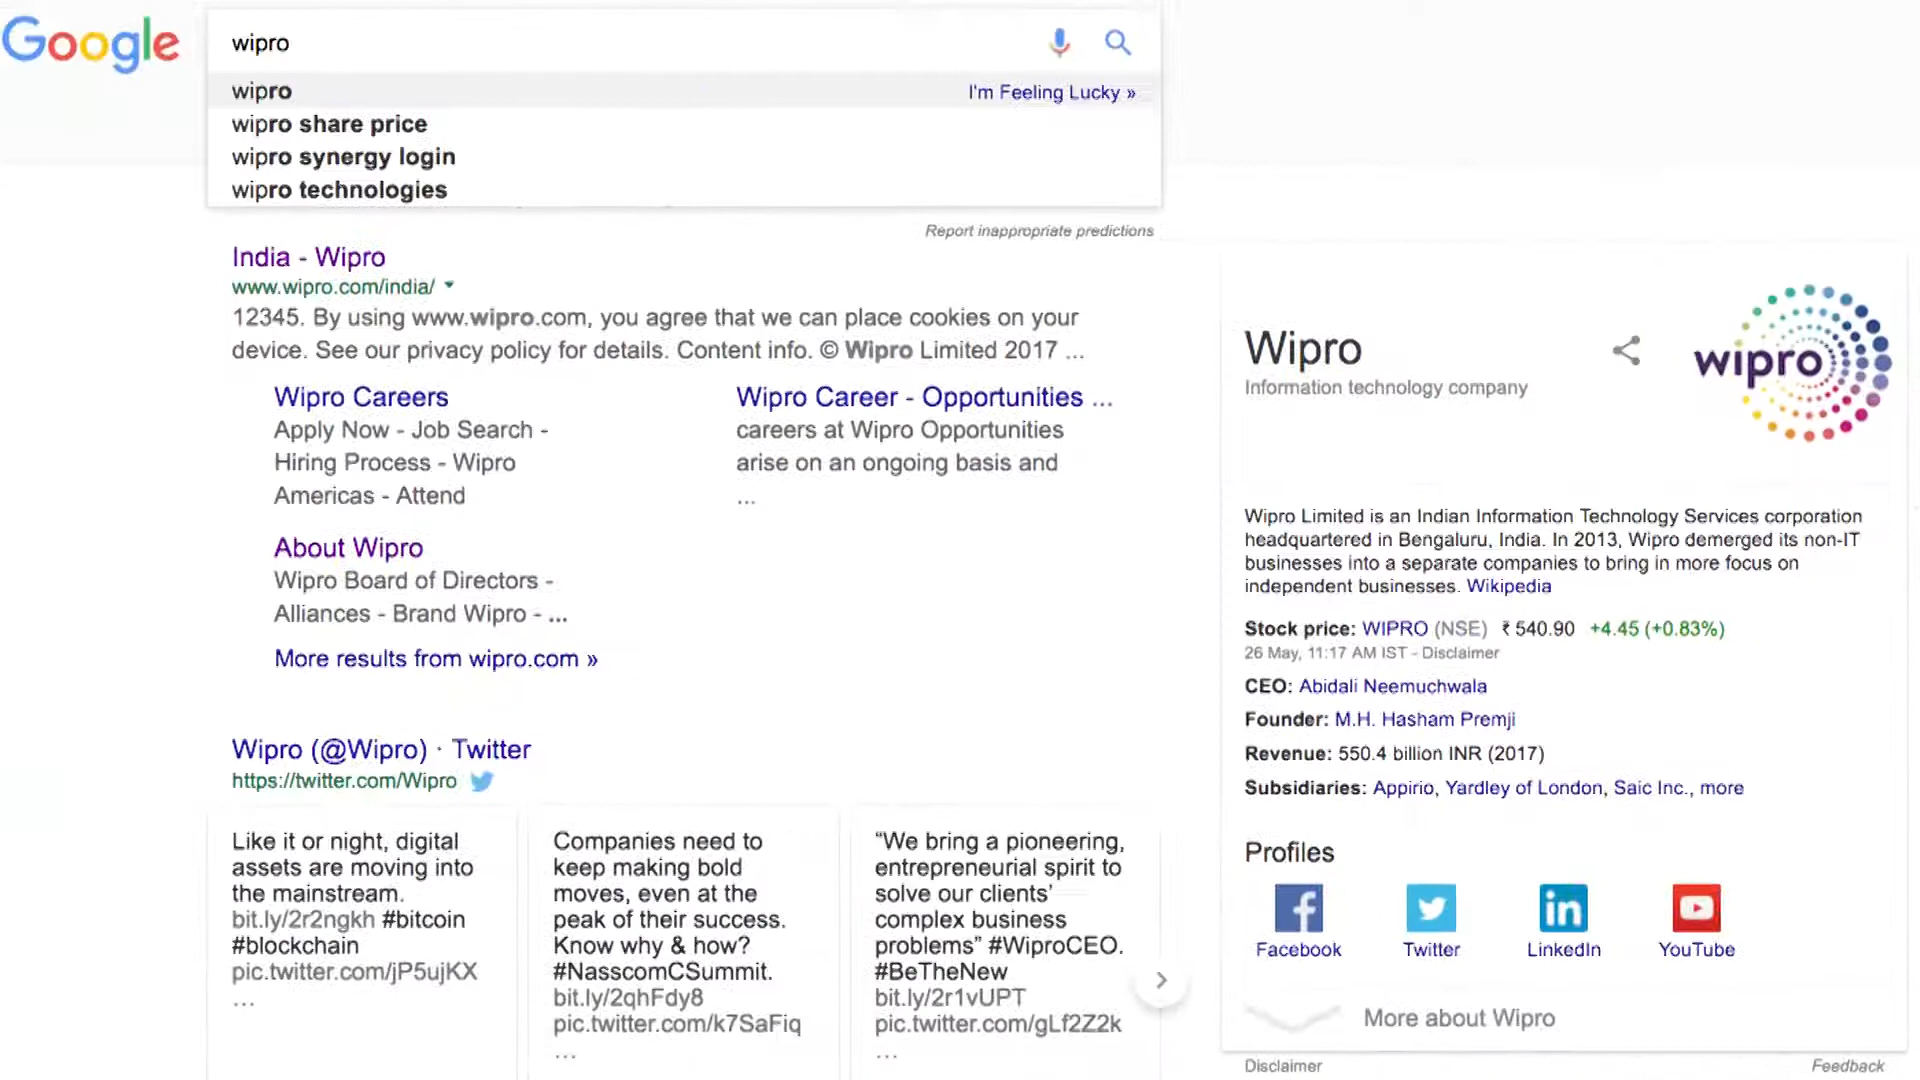 Google
wipro
wipro
I'm Feeling Lucky »
wipro share price
wipro synergy login
wipro technologies
Report inappropriate predictions
India - Wipro
www.wipro.com/india/
12345. By using www.wipro.com, you agree that we can place cookies on your
device. See our privacy policy for details. Content info. © Wipro Limited 2017 ...
Wipro Careers
Apply Now - Job Search -
Hiring Process - Wipro
Americas - Attend
Wipro Career - Opportunities ...
careers at Wipro Opportunities
arise on an ongoing basis and
...
About Wipro
Wipro Board of Directors -
Alliances - Brand Wipro - ...
More results from wipro.com »
Wipro (@Wipro) · Twitter
https://twitter.com/Wipro
Like it or night, digital
assets are moving into
the mainstream.
bit.ly/2r2ngkh #bitcoin
#blockchain
pic.twitter.com/jP5ujKX
...
Companies need to
keep making bold
moves, even at the
peak of their success.
Know why & how?
#NasscomCSummit.
bit.ly/2qhFdy8
pic.twitter.com/k7SaFiq
...
“We bring a pioneering,
entrepreneurial spirit to
solve our clients’
complex business
problems” #WiproCEO.
#BeTheNew
bit.ly/2r1vUPT
pic.twitter.com/gLf2Z2k
...
Wipro
Information technology company
wipro
Wipro Limited is an Indian Information Technology Services corporation
headquartered in Bengaluru, India. In 2013, Wipro demerged its non-IT
businesses into a separate companies to bring in more focus on
independent businesses. Wikipedia
Stock price: WIPRO (NSE) ₹ 540.90 +4.45 (+0.83%)
26 May, 11:17 AM IST - Disclaimer
CEO: Abidali Neemuchwala
Founder: M.H. Hasham Premji
Revenue: 550.4 billion INR (2017)
Subsidiaries: Appirio, Yardley of London, Saic Inc., more
Profiles
Facebook
Twitter
LinkedIn
YouTube
More about Wipro
Disclaimer
Feedback